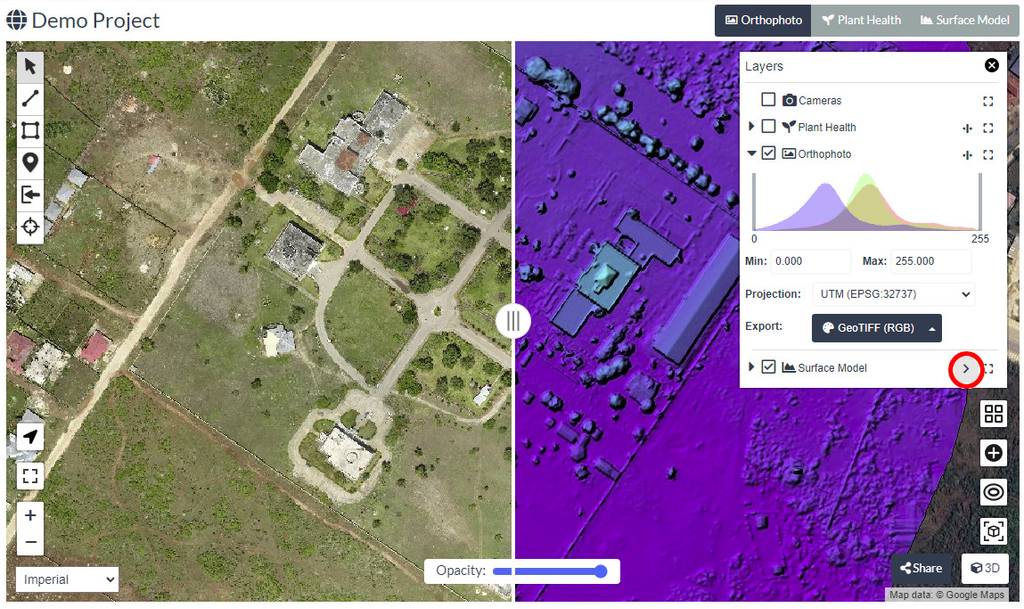 Demo Project
Orthophoto Plant Health Surface Model
Layers
Cameras
Plant Health
Orthophoto
0 255
Min: 0.000 Max: 255.000
Projection: UTM (EPSG:32737)
Export: GeoTIFF (RGB)
Surface Model
Opacity:
Imperial
Share 3D
Map data: © Google Maps